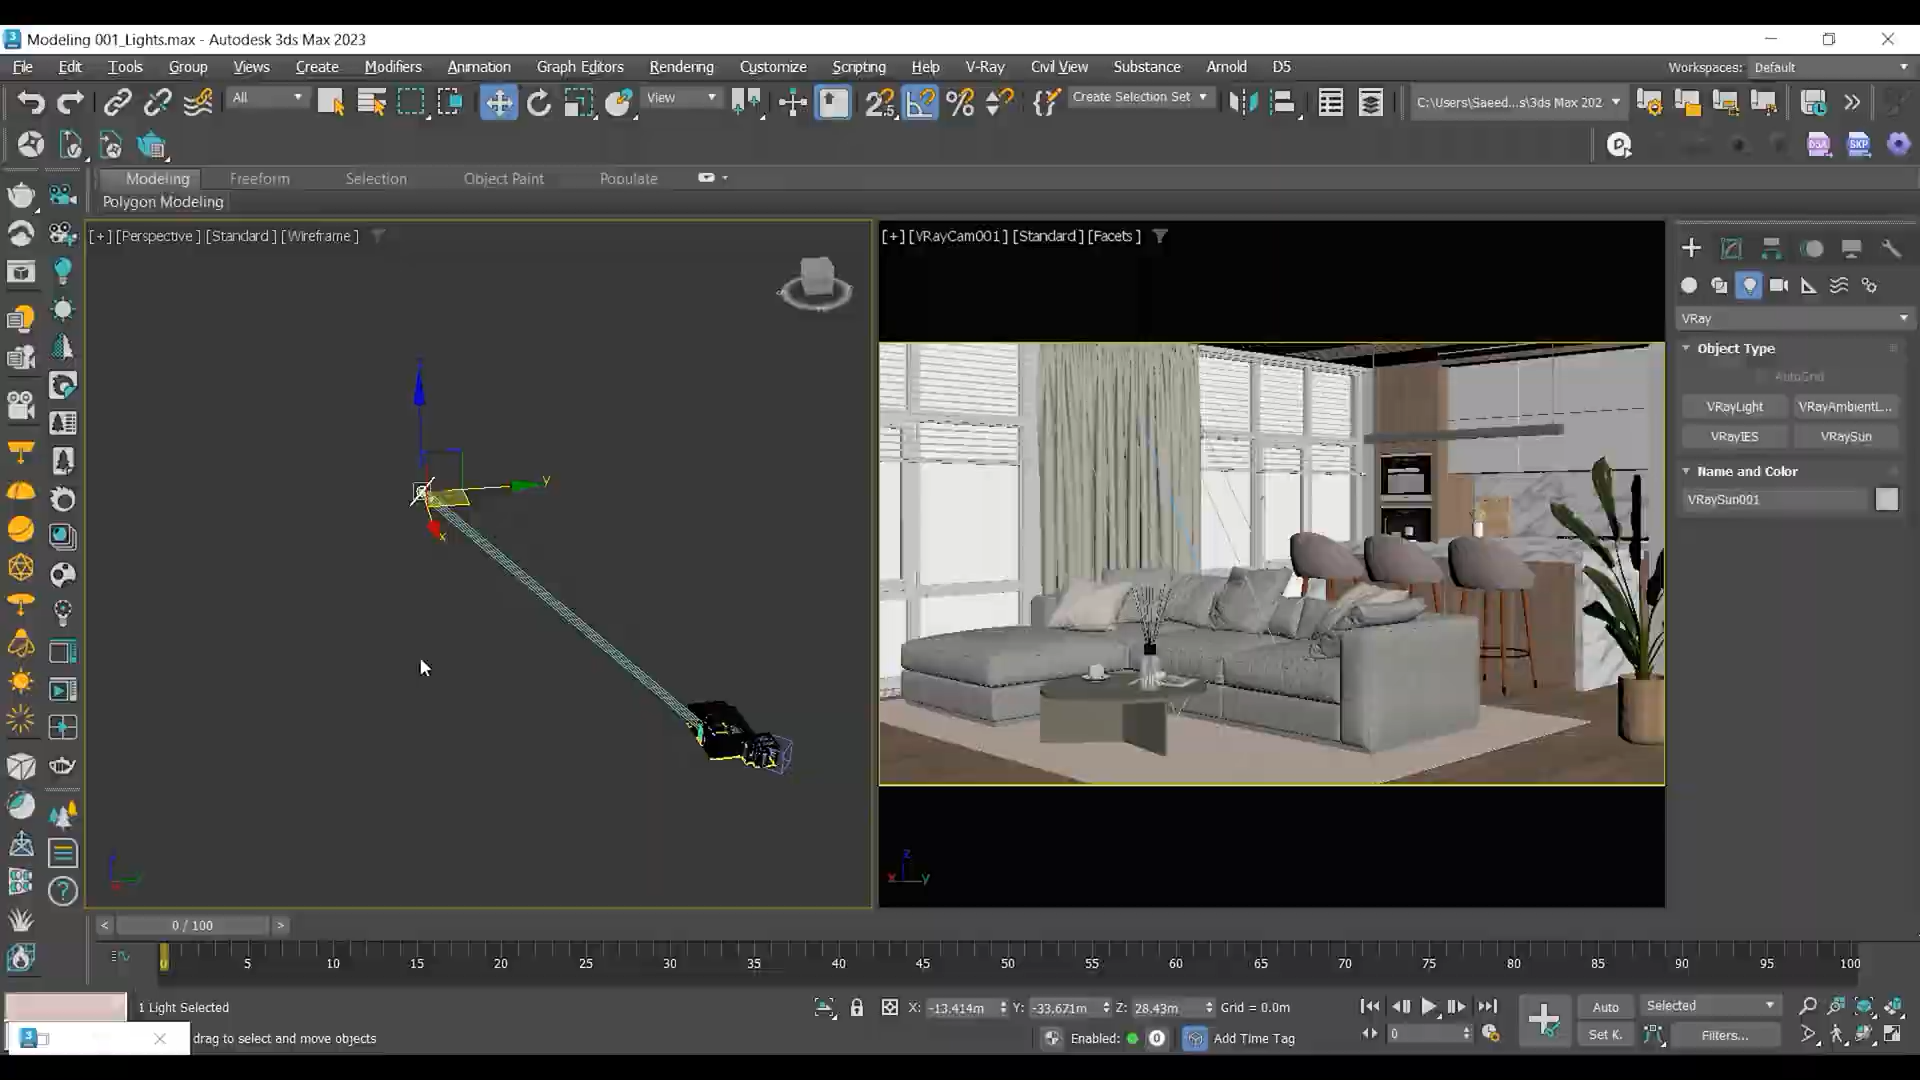 Modeling 001_Lights.max - Autodesk 3ds Max 2023
File Edit Tools Group Views Create Modifiers Animation Graph Editors Rendering Customize Scripting Help V-Ray Civil View Substance Arnold D5 Workspaces: Default
All View Create Selection Set C:\Users\Saeed...s\3ds Max 202
DSA SKP
Modeling Freeform Selection Object Paint Populate
Polygon Modeling
[+] [Perspective ] [Standard ] [Wireframe ] [+] [VRayCam001] [Standard ] [Facets ]
VRay
Object Type
AutoGrid
VRayLight VRayAmbientL...
VRayIES VRaySun
Name and Color
VRaySun001
y
x
z
x y
< 0 / 100 >
0 5 10 15 20 25 30 35 40 45 50 55 60 65 70 75 80 85 90 95 100
1 Light Selected X: -13.414m Y: -33.671m Z: 28.43m Grid = 0.0m Auto Selected
drag to select and move objects Enabled: 0 Add Time Tag 0 Set K. Filters...